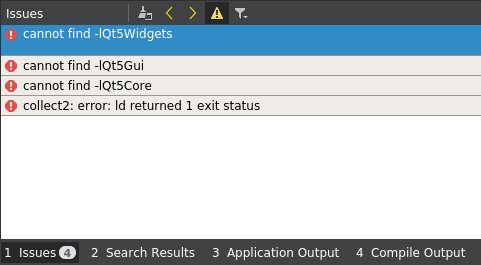 Issues
cannot find -lQt5Widgets
cannot find -lQt5Gui
cannot find -lQt5Core
collect2: error: ld returned 1 exit status
1 Issues 4 2 Search Results 3 Application Output 4 Compile Output